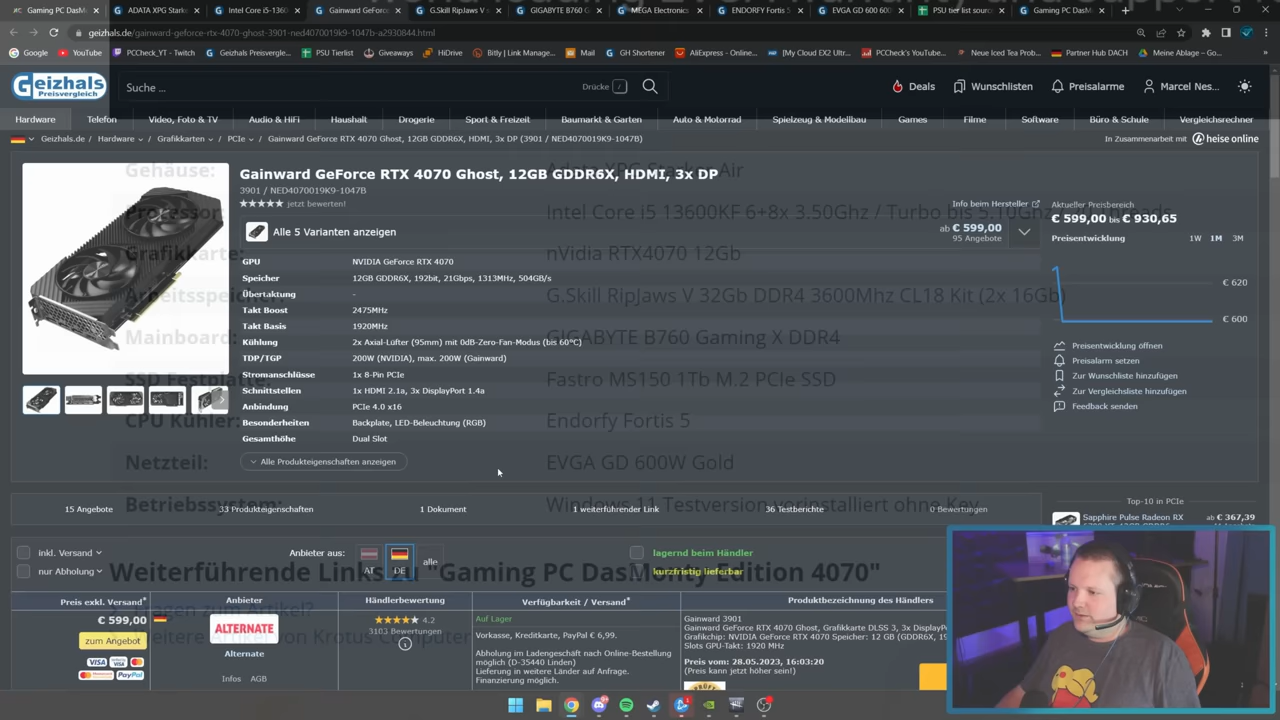 Gaming PC DasM
ADATA XPG Starke
Intel Core i5-1360
Gainward GeForce
G.Skill RipJaws V
GIGABYTE B760 G
MEGA Electronics
ENDORFY Fortis 5
EVGA GD 600 600
PSU tier list source
Gaming PC DasM
geizhals.de/gainward-geforce-rtx-4070-ghost-3901-ned4070019k9-1047b-a2930844.html
Google
YouTube
PCCheck_YT - Twitch
Geizhals Preisvergle...
PSU Tierlist
Giveaways
HiDrive
Bitly | Link Manage...
Mail
GH Shortener
AliExpress - Online...
[My Cloud EX2 Ultr...
PCCheck's YouTube...
Neue Iced Tea Prob...
Partner Hub DACH
Meine Ablage – Go...
Geizhals
Preisvergleich
Suche ...
Drücke /
Deals
Wunschlisten
Preisalarme
Marcel Nes...
Hardware
Telefon
Video, Foto & TV
Audio & HiFi
Haushalt
Drogerie
Sport & Freizeit
Baumarkt & Garten
Auto & Motorrad
Spielzeug & Modellbau
Games
Filme
Software
Büro & Schule
Vergleichsrechner
Geizhals.de / Hardware / Grafikkarten / PCIe / Gainward GeForce RTX 4070 Ghost, 12GB GDDR6X, HDMI, 3x DP (3901 / NED4070019K9-1047B)
In Zusammenarbeit mit heise online
Gainward GeForce RTX 4070 Ghost, 12GB GDDR6X, HDMI, 3x DP
3901 / NED4070019K9-1047B
jetzt bewerten!
Info beim Hersteller
Alle 5 Varianten anzeigen
ab € 599,00
95 Angebote
GPU NVIDIA GeForce RTX 4070
Speicher 12GB GDDR6X, 192bit, 21Gbps, 1313MHz, 504GB/s
Übertaktung -
Takt Boost 2475MHz
Takt Basis 1920MHz
Kühlung 2x Axial-Lüfter (95mm) mit 0dB-Zero-Fan-Modus (bis 60°C)
TDP/TGP 200W (NVIDIA), max. 200W (Gainward)
Stromanschlüsse 1x 8-Pin PCIe
Schnittstellen 1x HDMI 2.1a, 3x DisplayPort 1.4a
Anbindung PCIe 4.0 x16
Besonderheiten Backplate, LED-Beleuchtung (RGB)
Gesamthöhe Dual Slot
Alle Produkteigenschaften anzeigen
Aktueller Preisbereich
€ 599,00 bis € 930,65
Preisentwicklung 1W 1M 3M
€ 620
€ 600
Preisentwicklung öffnen
Preisalarm setzen
Zur Wunschliste hinzufügen
Zur Vergleichsliste hinzufügen
Feedback senden
Gehäuse: Adata XPG Starker Air
Prozessor: Intel Core i5 13600KF 6+8x 3.50Ghz / Turbo bis 5.10Ghz
Grafikkarte: nVidia RTX4070 12Gb
Arbeitsspeicher: G.Skill RipJaws V 32Gb DDR4 3600Mhz CL18 Kit (2x 16Gb)
Mainboard: GIGABYTE B760 Gaming X DDR4
SSD Festplatte: Fastro MS150 1Tb M.2 PCIe SSD
CPU Kühler: Endorfy Fortis 5
Netzteil: EVGA GD 600W Gold
Betriebssystem: Windows 11 Testversion vorinstalliert ohne Key
15 Angebote
33 Produkteigenschaften
1 Dokument
1 weiterführender Link
36 Testberichte
0 Bewertungen
Top-10 in PCIe
Sapphire Pulse Radeon RX
ab € 367,39
inkl. Versand
nur Abholung
Anbieter aus:
AT
DE
alle
lagernd beim Händler
kurzfristig lieferbar
Weiterführende Links zu "Gaming PC DasM Edition 4070"
Fragen zum Artikel?
Weitere Artikel von Krotus Computer
Preis exkl. Versand*
Anbieter
Händlerbewertung
Verfügbarkeit / Versand*
Produktbezeichnung des Händlers
€ 599,00
zum Angebot
VISA
PayPal
ALTERNATE
Alternate
Infos AGB
4.2
3103 Bewertungen
Auf Lager
Vorkasse, Kreditkarte, PayPal € 6,99.
Abholung im Ladengeschäft nach Online-Bestellung
möglich (D-35440 Linden)
Lieferung in weitere Länder auf Anfrage.
Finanzierung möglich.
Gainward 3901
Gainward GeForce RTX 4070 Ghost, Grafikkarte DLSS 3, 3x DisplayP
Grafikchip: NVIDIA GeForce RTX 4070 Speicher: 12 GB (GDDR6X, 19
Slots GPU-Takt: 1920 MHz
Preis vom: 28.05.2023, 16:03:20
(Preis kann jetzt höher sein!)